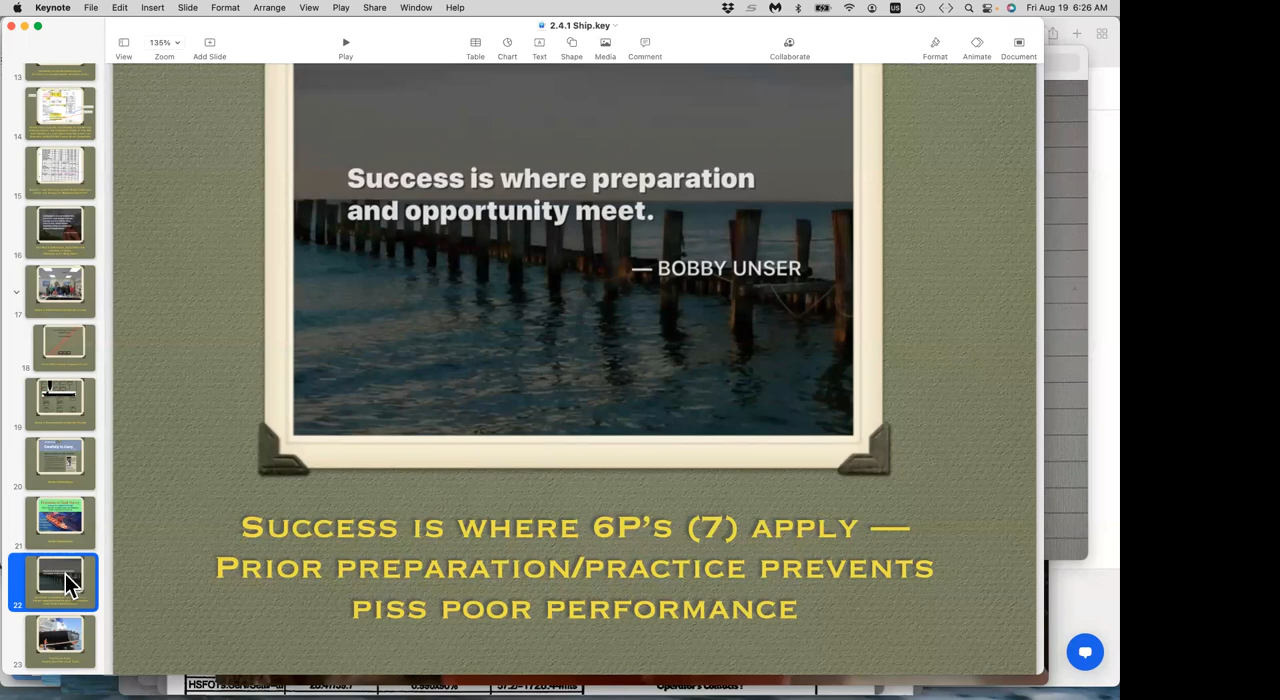 Keynote File Edit Insert Slide Format Arrange View Play Share Window Help Fri Aug 19 6:26 AM
2.4.1 Ship.key
135%
View Zoom Add Slide Play Table Chart Text Shape Media Comment Collaborate Format Animate Document
Success is where preparation
and opportunity meet.
— BOBBY UNSER
Success is where 6P's (7) apply —
Prior preparation/practice prevents
piss poor performance
13
14
15
16
17
18
19
20
21
22
23